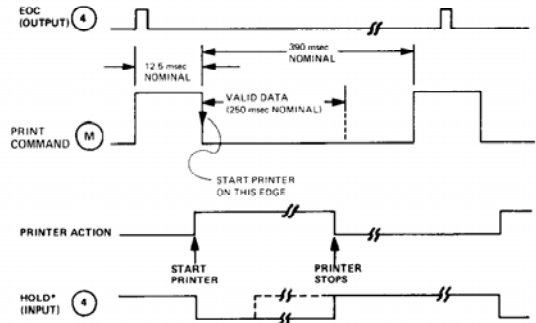 EOC
(OUTPUT) 4
390 msec
NOMINAL
12.5 msec
NOMINAL
VALID DATA
(250 msec NOMINAL)
PRINT
COMMAND M
START PRINTER
ON THIS EDGE
PRINTER ACTION
START
PRINTER
PRINTER
STOPS
HOLD*
(INPUT) 4